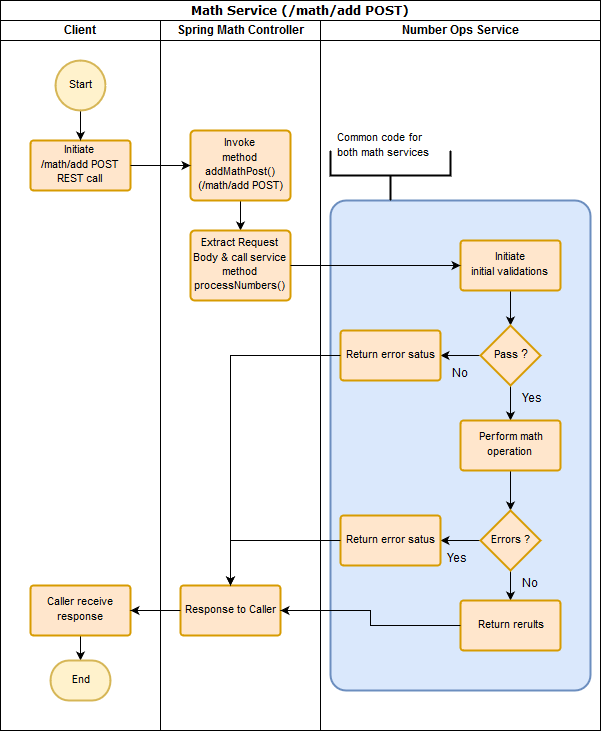 Math Service (/math/add POST)
Client
Spring Math Controller
Number Ops Service
Start
Initiate
/math/add POST
REST call
Invoke
method
addMathPost()
(/math/add POST)
Common code for
both math services
Extract Request
Body & call service
method
processNumbers()
Initiate
initial validations
Pass ?
No
Return error satus
Yes
Perform math
operation
Errors ?
Yes
Return error satus
No
Return rerults
Response to Caller
Caller receive
response
End